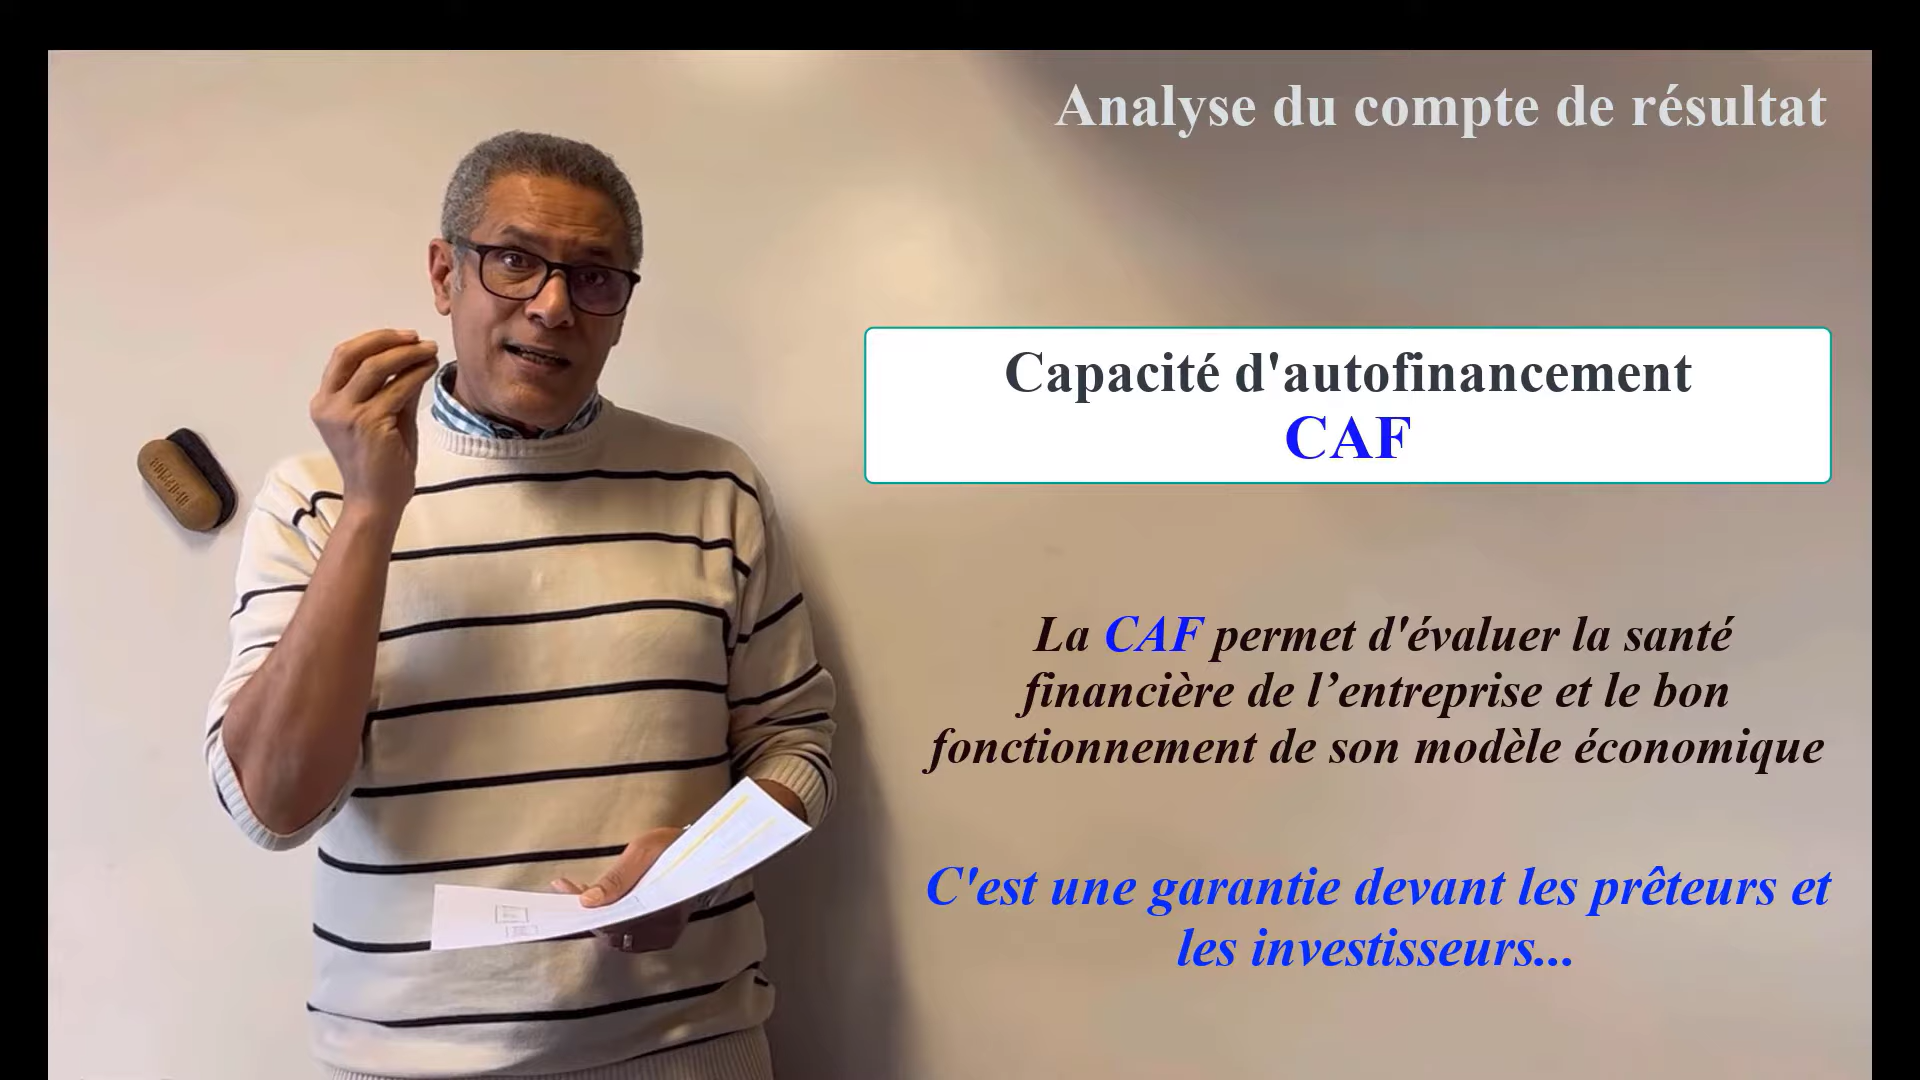 Analyse du compte de résultat
Capacité d'autofinancement
CAF
La CAF permet d'évaluer la santé
financière de l’entreprise et le bon
fonctionnement de son modèle économique
C'est une garantie devant les prêteurs et
les investisseurs...